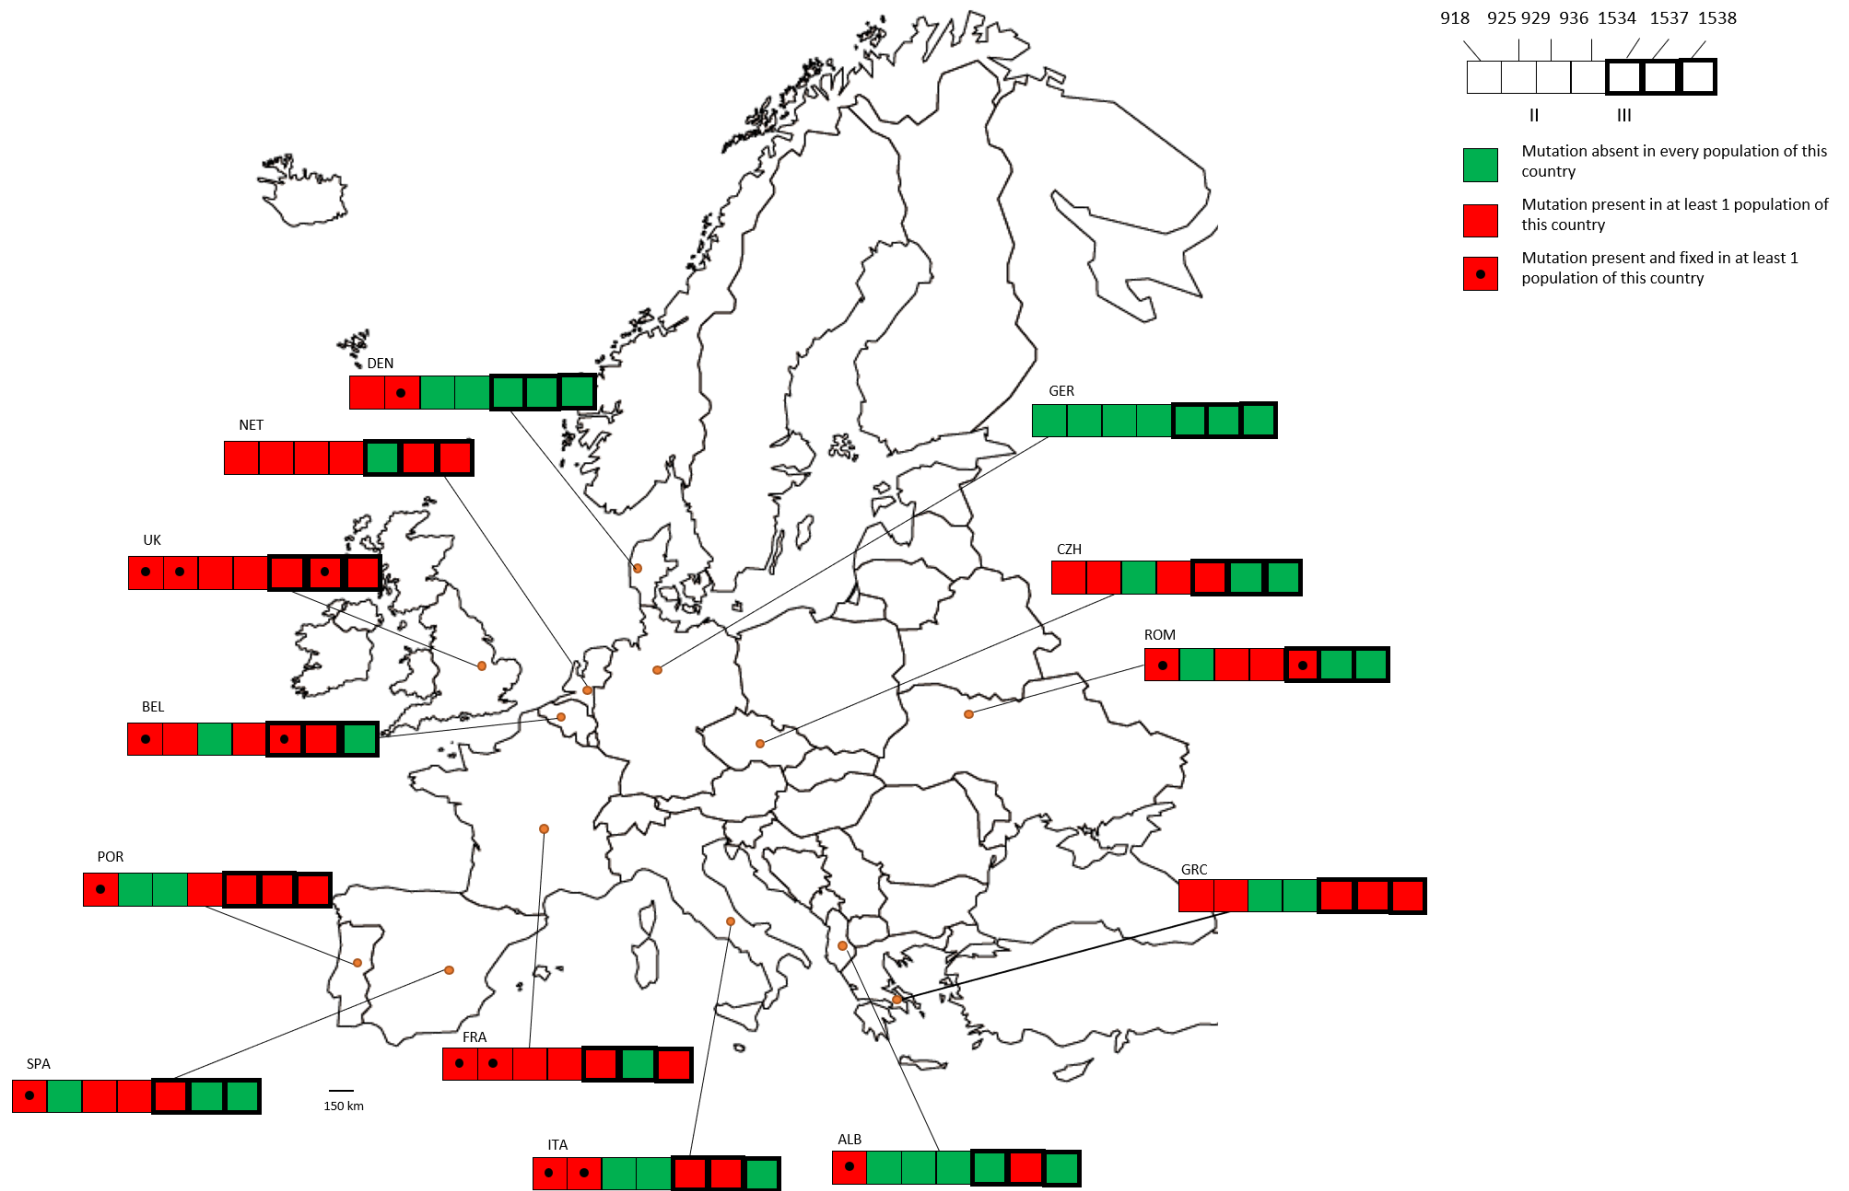 918 925 929 936 1534 1537 1538
II III
Mutation absent in every population of this
country
Mutation present in at least 1 population of
this country
Mutation present and fixed in at least 1
population of this country
DEN
GER
NET
UK
CZH
ROM
BEL
POR
GRC
FRA
SPA
150 km
ITA
ALB